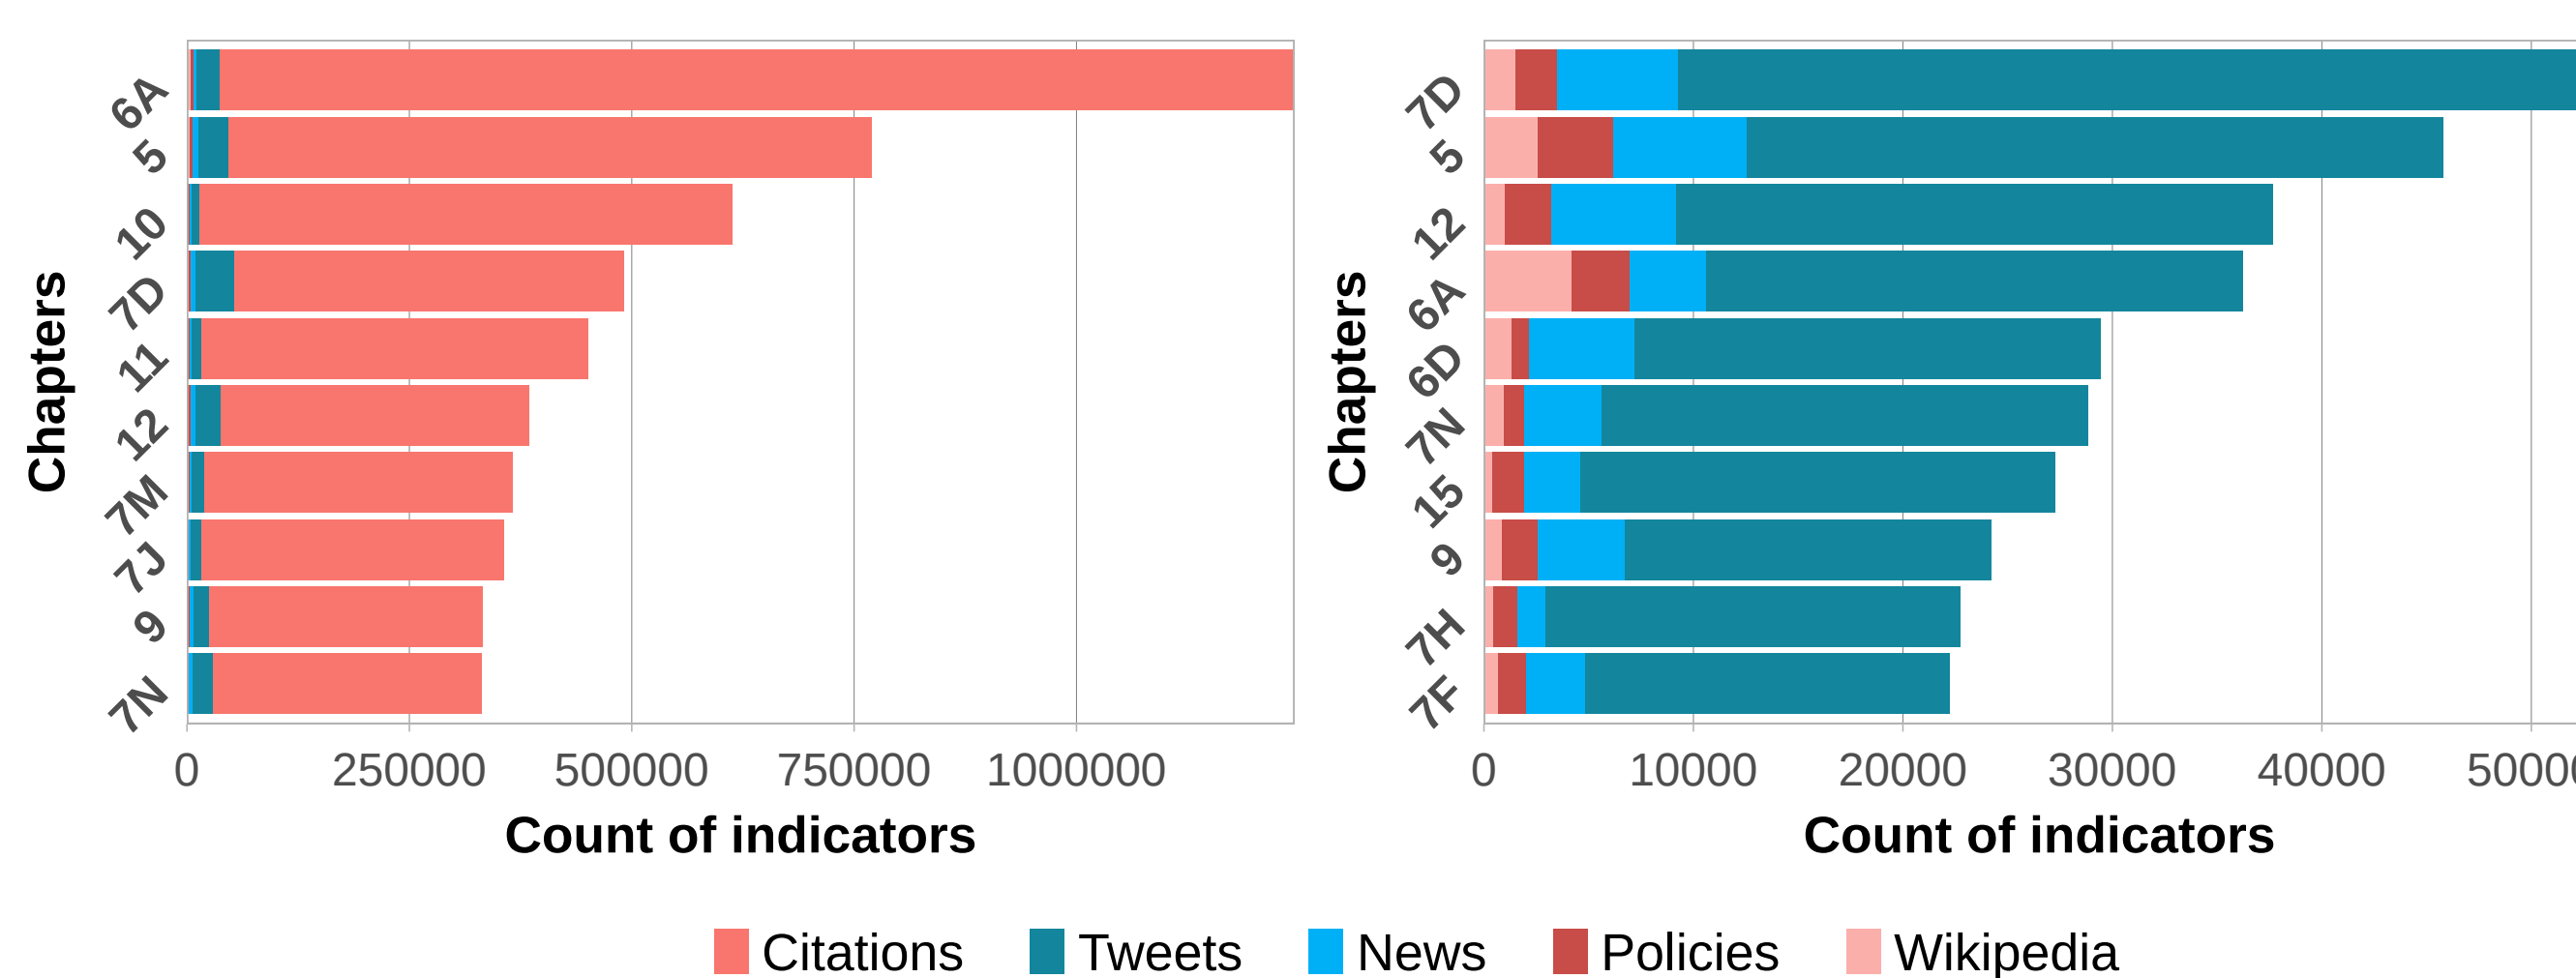 Chapters
6A
5
10
7D
11
12
7M
7J
9
7N
0 250000 500000 750000 1000000
Count of indicators
Chapters
7D
5
12
6A
6D
7N
15
9
7H
7F
0 10000 20000 30000 40000
Count of indicators
Citations Tweets News Policies Wikipedia